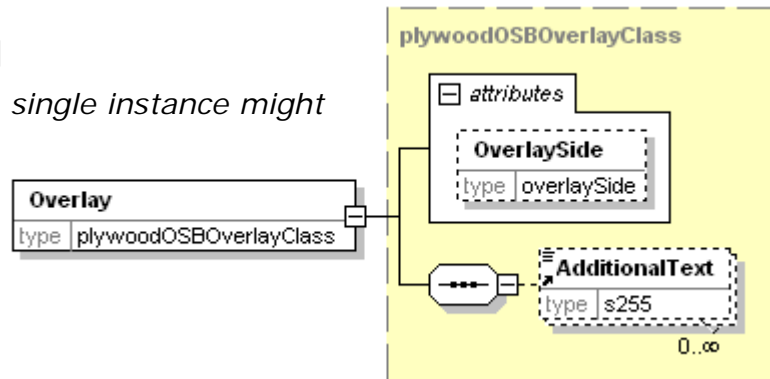 plywoodOSBOverlayClass
single instance might
attributes
OverlaySide
type overlaySide
Overlay
type plywoodOSBOverlayClass
AdditionalText
type s255
0..∞